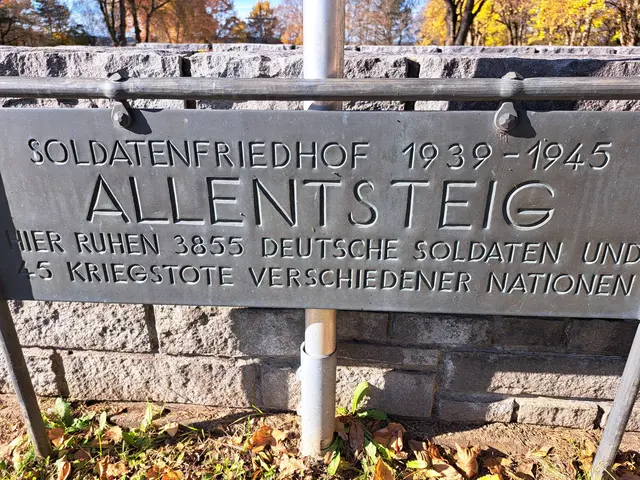 SOLDATENFRIEDHOF 1939-1945
ALLENTSTEIG
HIER RUHEN 3855 DEUTSCHE SOLDATEN UND
45 KRIEGSTOTE VERSCHIEDENER NATIONEN